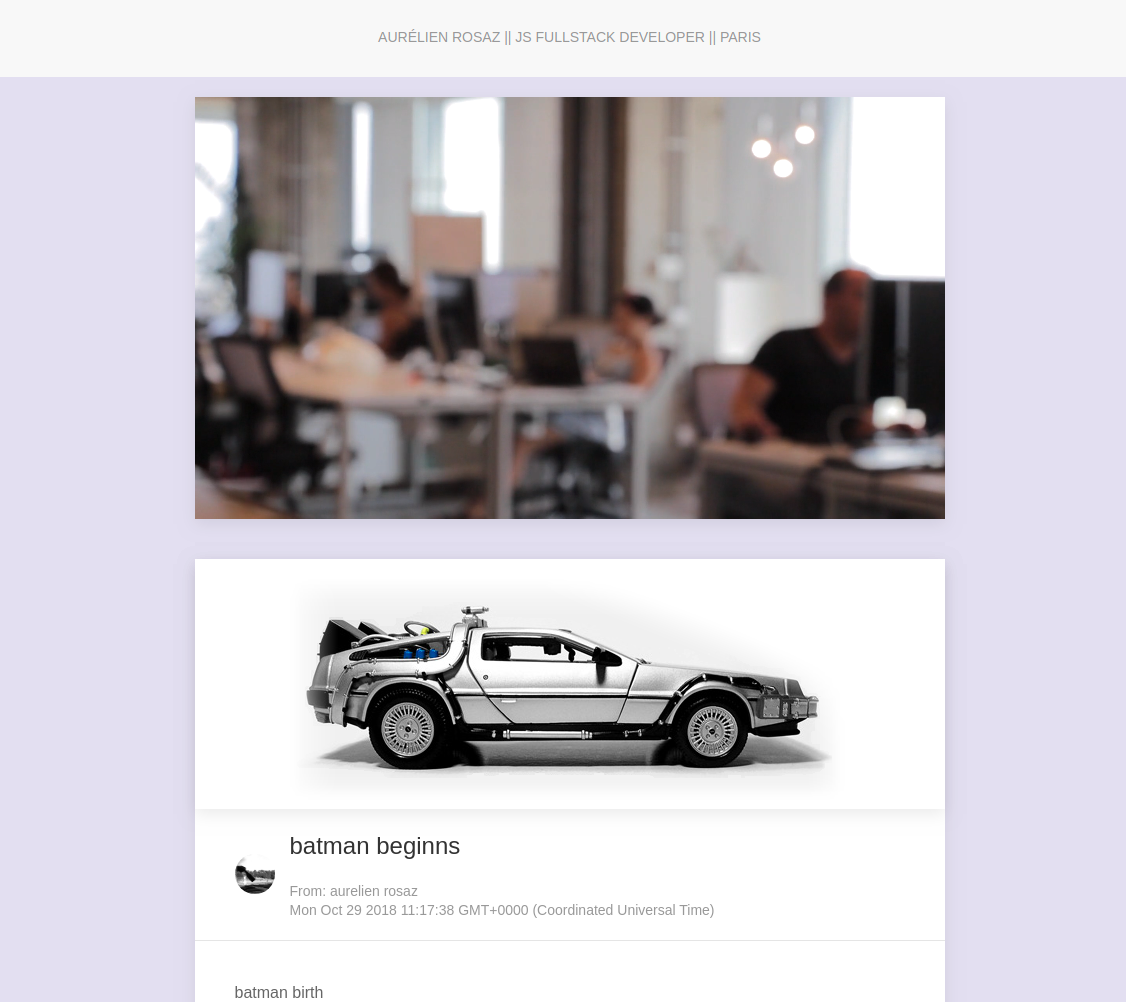 AURÉLIEN ROSAZ || JS FULLSTACK DEVELOPER || PARIS
batman beginns
From: aurelien rosaz
Mon Oct 29 2018 11:17:38 GMT+0000 (Coordinated Universal Time)
batman birth